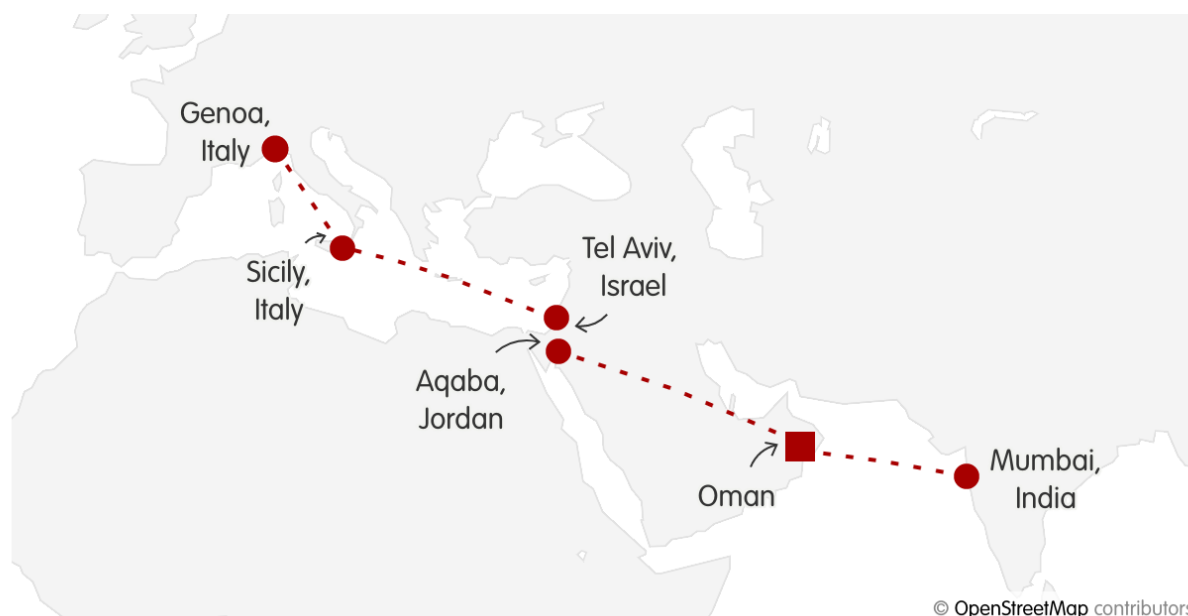 Genoa,
Italy
Sicily,
Italy
Tel Aviv,
Israel
Aqaba,
Jordan
Oman
Mumbai,
India
© OpenStreetMap contributors